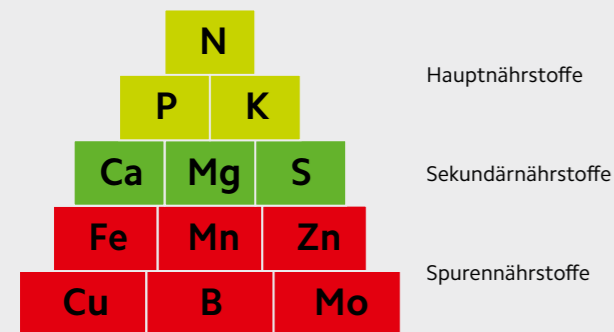 N
Hauptnährstoffe
P K
Ca Mg S
Sekundärnährstoffe
Fe Mn Zn
Spurennährstoffe
Cu B Mo